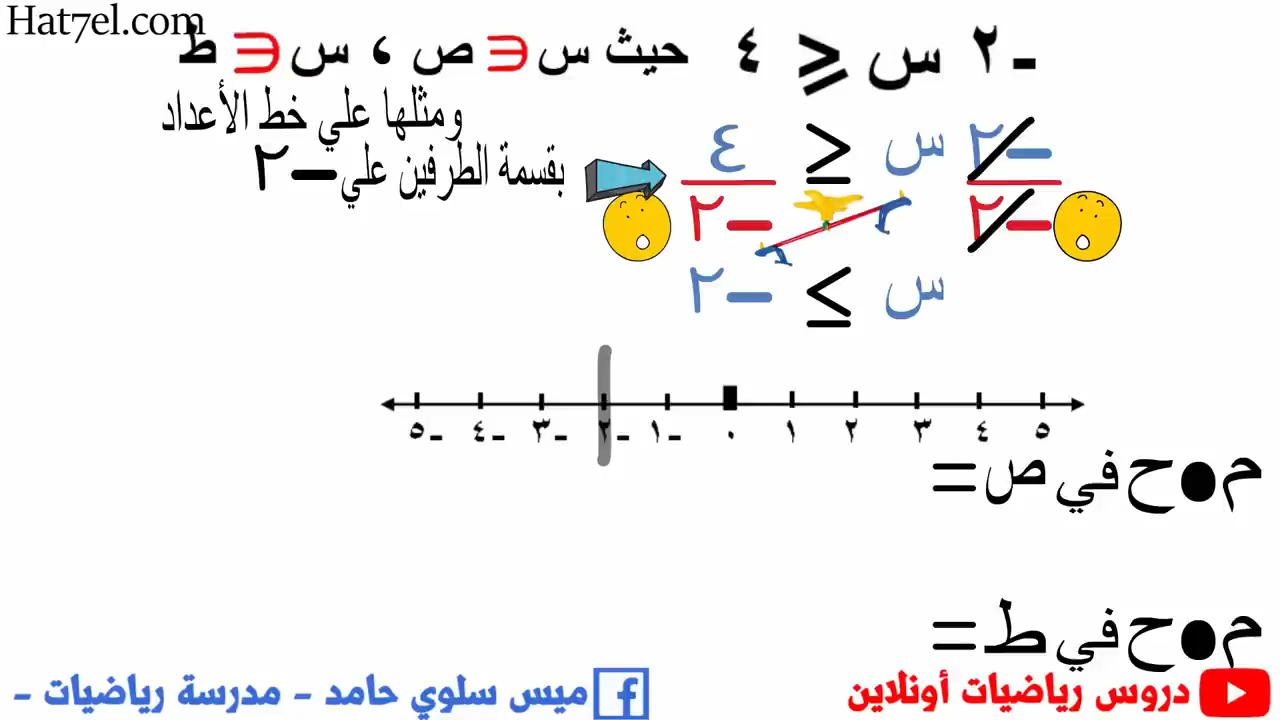 Hat7el.com
-٢ س ⩾ ٤ حيث س ∋ ص ، س ∋ ط
ومثلها علي خط الأعداد
بقسمة الطرفين علي -٢
-٢ س ≥ ٤
-٢ -٢
س ≤ -٢
-٥ -٤ -٣ -٢ -١ ٠ ١ ٢ ٣ ٤ ٥
م•ح في ص =
م•ح في ط =
دروس رياضيات أونلاين
ميس سلوي حامد - مدرسة رياضيات -